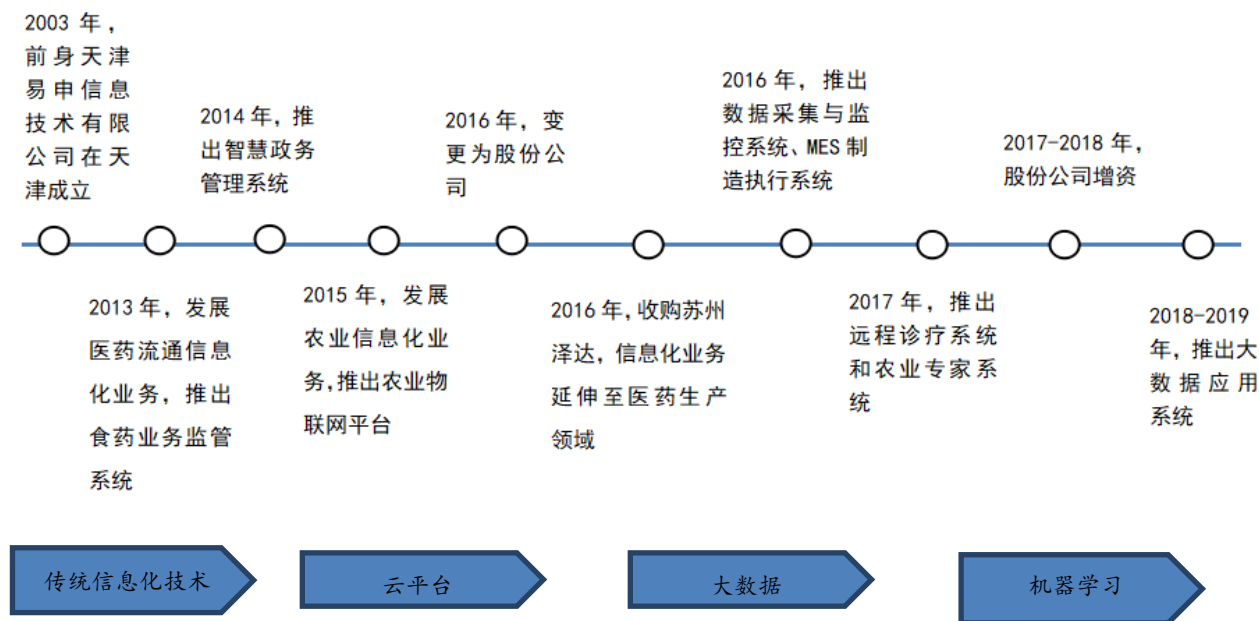 2003 年，
前身天津
易申信息
技术有限
公司在天
津成立
2013 年，发展
医药流通信息
化业务，推出
食药业务监管
系统
2014 年，推
出智慧政务
管理系统
2015 年，发展
农业信息化业
务，推出农业物
联网平台
2016 年，变
更为股份公
司
2016 年，收购苏州
泽达，信息化业务
延伸至医药生产
领域
2016 年，推出
数据采集与监
控系统、MES 制
造执行系统
2017 年，推出
远程诊疗系统
和农业专家系
统
2017-2018 年，
股份公司增资
2018-2019
年，推出大
数据应用
系统
传统信息化技术
云平台
大数据
机器学习